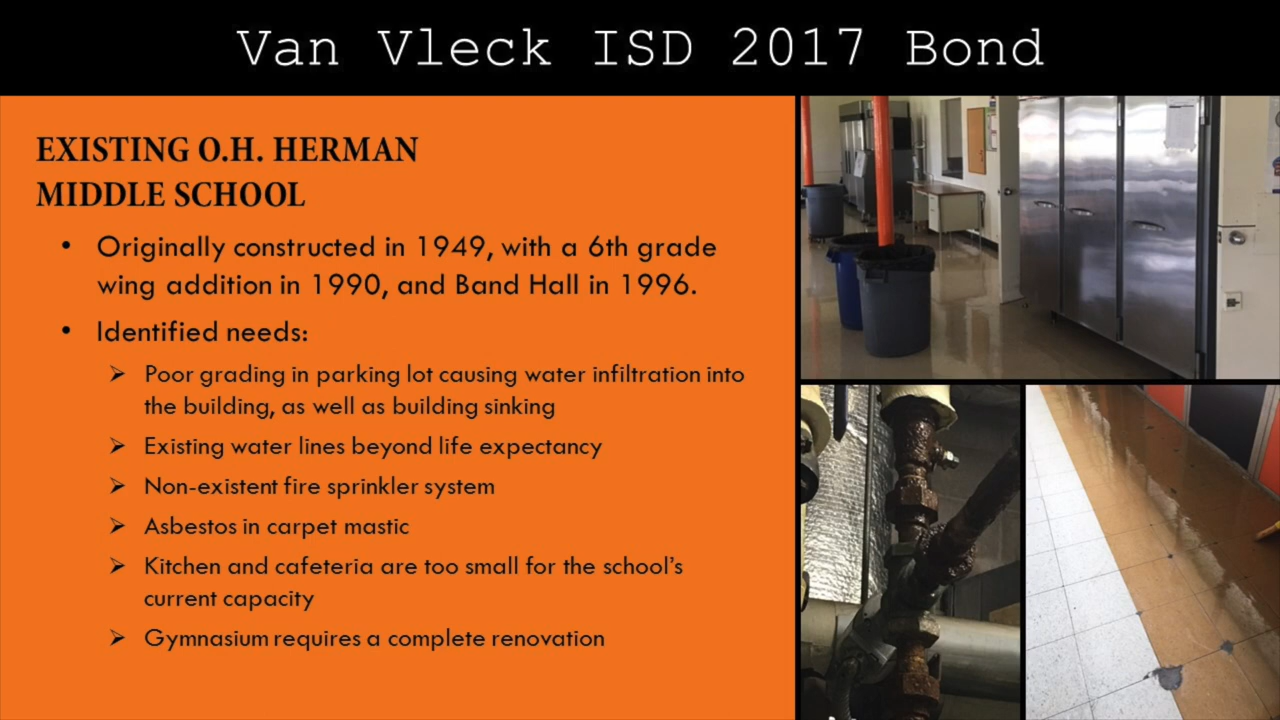 Van Vleck ISD 2017 Bond
EXISTING O.H. HERMAN
MIDDLE SCHOOL
• Originally constructed in 1949, with a 6th grade
wing addition in 1990, and Band Hall in 1996.
• Identified needs:
➢ Poor grading in parking lot causing water infiltration into
the building, as well as building sinking
➢ Existing water lines beyond life expectancy
➢ Non-existent fire sprinkler system
➢ Asbestos in carpet mastic
➢ Kitchen and cafeteria are too small for the school’s
current capacity
➢ Gymnasium requires a complete renovation